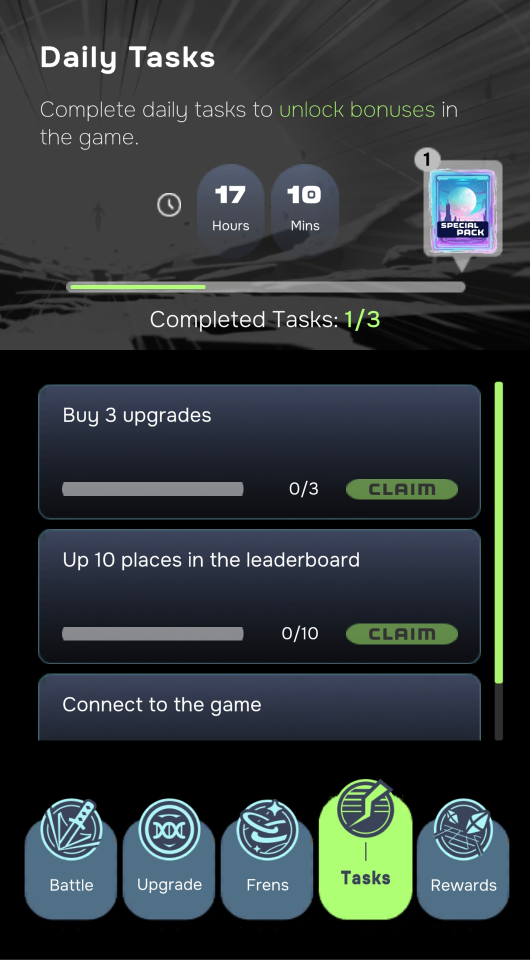 Daily Tasks
Complete daily tasks to unlock bonuses in
the game.
1
17
Hours
10
Mins
SPECIAL
PACK
Completed Tasks: 1/3
Buy 3 upgrades
0/3
CLAIM
Up 10 places in the leaderboard
0/10
CLAIM
Connect to the game
Battle
Upgrade
Frens
Tasks
Rewards